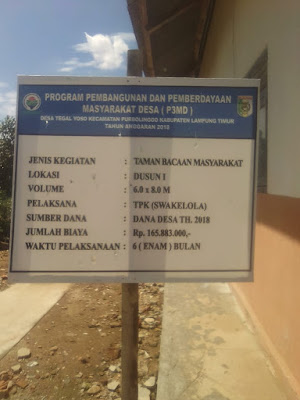 PROGRAM PEMBANGUNAN DAN PEMBERDAYAAN
MASYARAKAT DESA ( P3MD )
DESA TEGAL YOSO KECAMATAN PURBOLINGGO KABUPATEN LAMPUNG TIMUR
TAHUN ANGGARAN 2018
JENIS KEGIATAN : TAMAN BACAAN MASYARAKAT
LOKASI : DUSUN I
VOLUME : 6.0 x 8.0 M
PELAKSANA : TPK (SWAKELOLA)
SUMBER DANA : DANA DESA TH. 2018
JUMLAH BIAYA : Rp. 165.883.000,-
WAKTU PELAKSANAAN : 6 ( ENAM ) BULAN